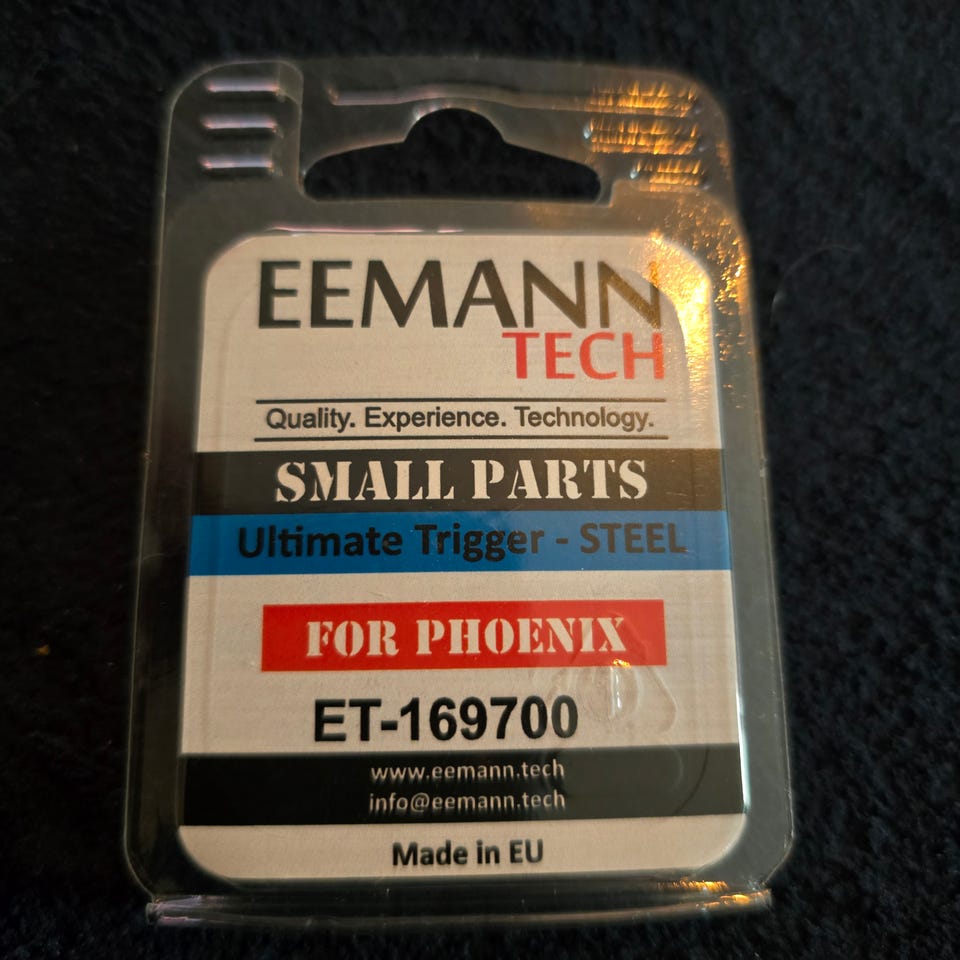 EEMANN
TECH
Quality. Experience. Technology.
SMALL PARTS
Ultimate Trigger - STEEL
FOR PHOENIX
ET-169700
www.eemann.tech
info@eemann.tech
Made in EU